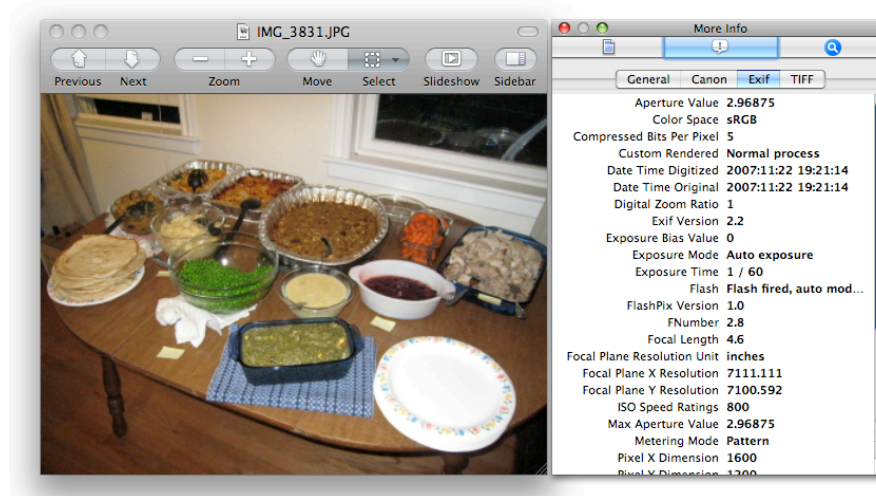 IMG_3831.JPG
Previous Next Zoom Move Select Slideshow Sidebar
More Info
General Canon Exif TIFF
Aperture Value 2.96875
Color Space sRGB
Compressed Bits Per Pixel 5
Custom Rendered Normal process
Date Time Digitized 2007:11:22 19:21:14
Date Time Original 2007:11:22 19:21:14
Digital Zoom Ratio 1
Exif Version 2.2
Exposure Bias Value 0
Exposure Mode Auto exposure
Exposure Time 1 / 60
Flash Flash fired, auto mod...
FlashPix Version 1.0
FNumber 2.8
Focal Length 4.6
Focal Plane Resolution Unit inches
Focal Plane X Resolution 7111.111
Focal Plane Y Resolution 7100.592
ISO Speed Ratings 800
Max Aperture Value 2.96875
Metering Mode Pattern
Pixel X Dimension 1600
Pixel Y Dimension 1200